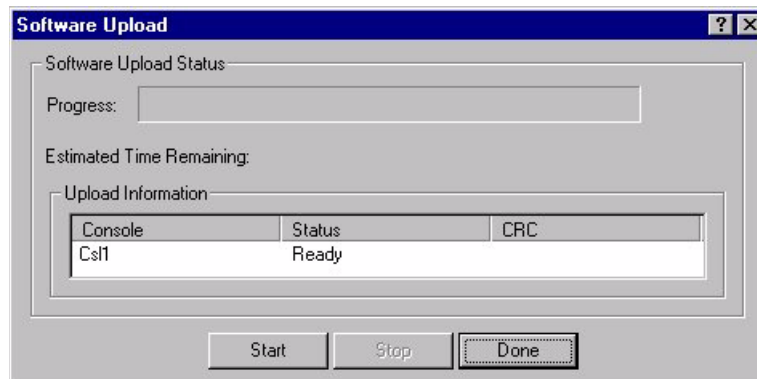 Software Upload
Software Upload Status
Progress:
Estimated Time Remaining:
Upload Information
Console Status CRC
Csl1 Ready
Start Stop Done